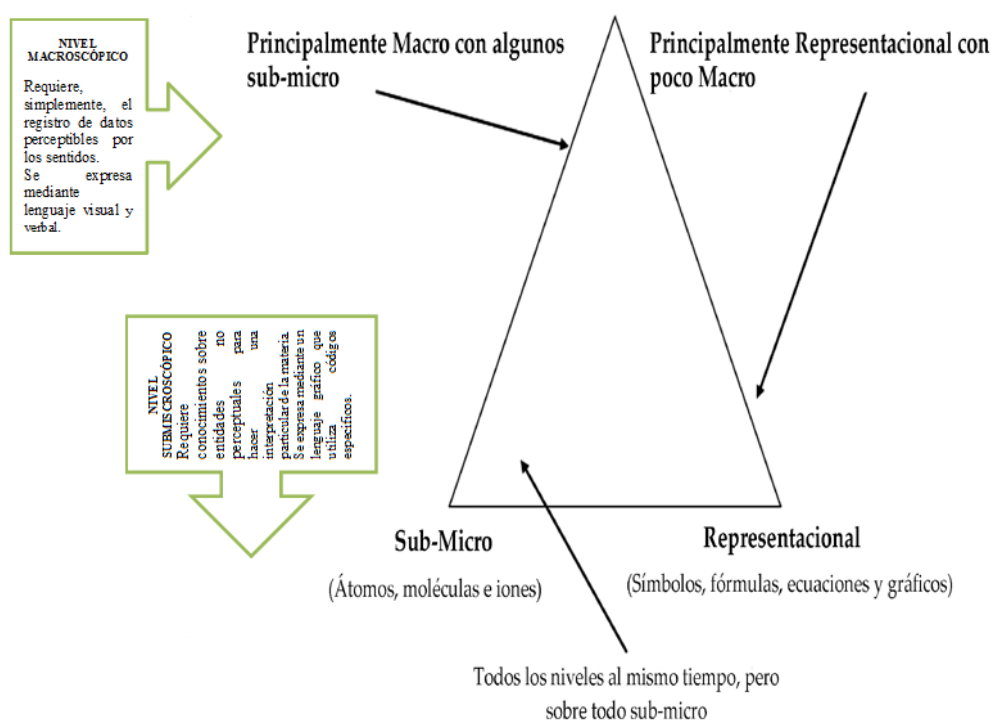 NIVEL
MACROSCÓPICO
Requiere,
simplemente, el
registro de datos
perceptibles por
los sentidos.
Se expresa
mediante
lenguaje visual y
verbal.
Principalmente Macro con algunos
sub-micro
Principalmente Representacional con
poco Macro
NIVEL
SUBMISCROSCÓPICO
Requiere
conocimientos sobre
entidades no
perceptuales para
hacer una
interpretación
particular de la materia.
Se expresa mediante un
lenguaje gráfico que
utiliza códigos
específicos.
Sub-Micro
(Átomos, moléculas e iones)
Representacional
(Símbolos, fórmulas, ecuaciones y gráficos)
Todos los niveles al mismo tiempo, pero
sobre todo sub-micro